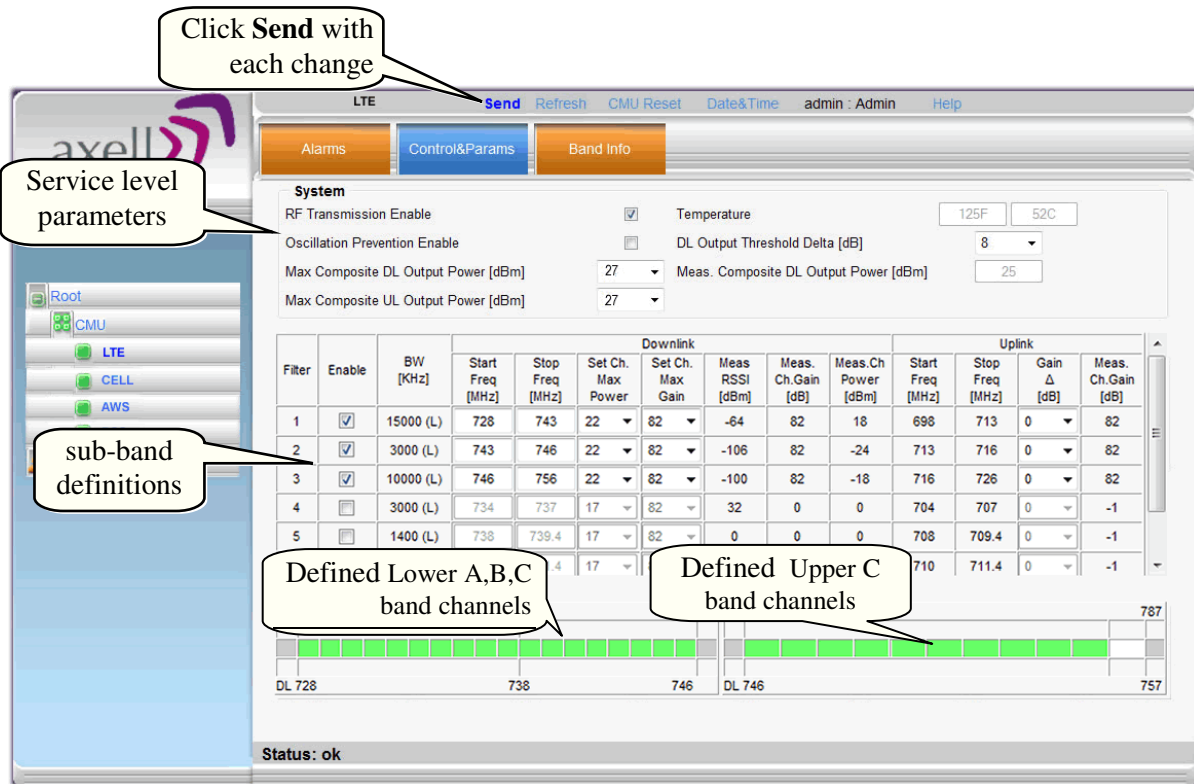 Click Send with
each change
LTE Send Refresh CMU Reset Date&Time admin : Admin Help
axell
Alarms Control&Params Band Info
Service level
parameters
System
RF Transmission Enable Temperature 125F 52C
Oscillation Prevention Enable DL Output Threshold Delta [dB] 8
Max Composite DL Output Power [dBm] 27 Meas. Composite DL Output Power [dBm] 25
Max Composite UL Output Power [dBm] 27
Root
CMU
LTE
CELL
AWS
sub-band
definitions
Downlink Uplink
Filter Enable BW [KHz] Start Freq [MHz] Stop Freq [MHz] Set Ch. Max Power Set Ch. Max Gain Meas RSSI [dBm] Meas. Ch.Gain [dB] Meas.Ch Power [dBm] Start Freq [MHz] Stop Freq [MHz] Gain Δ [dB] Meas. Ch.Gain [dB]
1 15000 (L) 728 743 22 82 -64 82 18 698 713 0 82
2 3000 (L) 743 746 22 82 -106 82 -24 713 716 0 82
3 10000 (L) 746 756 22 82 -100 82 -18 716 726 0 82
4 3000 (L) 734 737 17 82 32 0 0 704 707 0 -1
5 1400 (L) 738 739.4 17 82 0 0 0 708 709.4 0 -1
17 710 711.4 0 -1
Defined Lower A,B,C
band channels
Defined Upper C
band channels
787
DL 728 738 746 DL 746 757
Status: ok